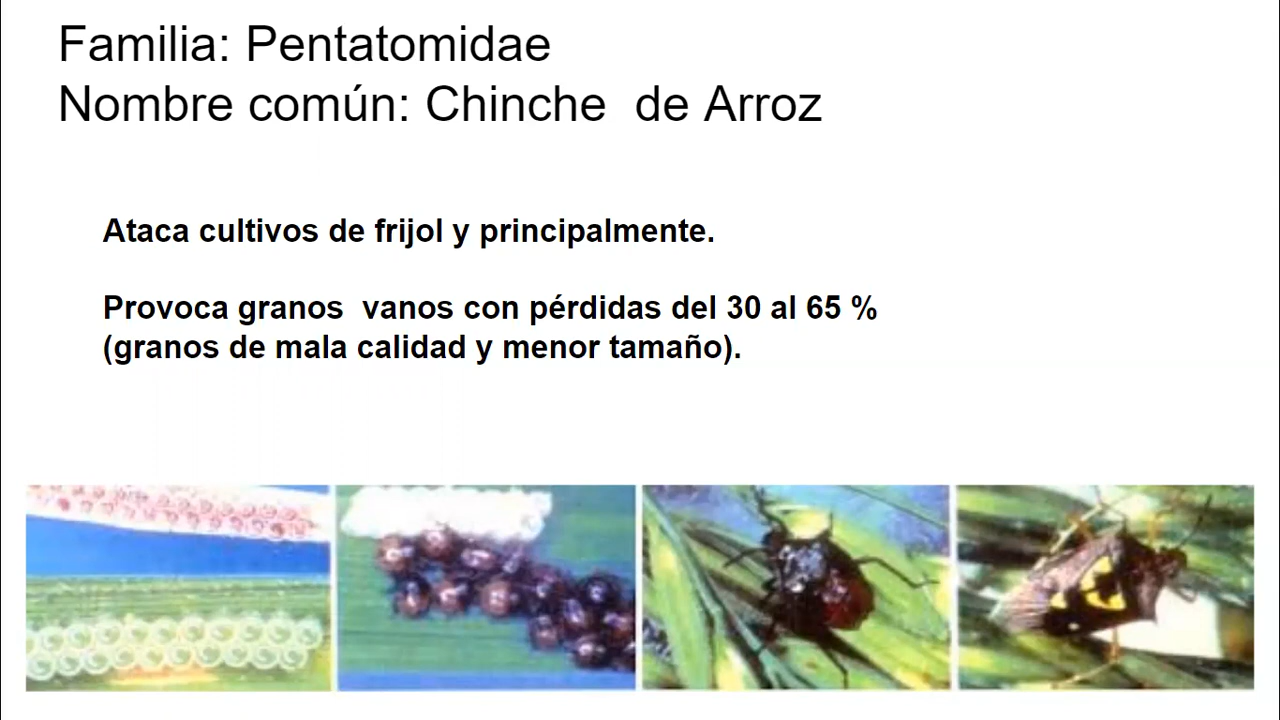 Familia: Pentatomidae
Nombre común: Chinche  de Arroz
Ataca cultivos de frijol y principalmente.
Provoca granos  vanos con pérdidas del 30 al 65 %
(granos de mala calidad y menor tamaño).